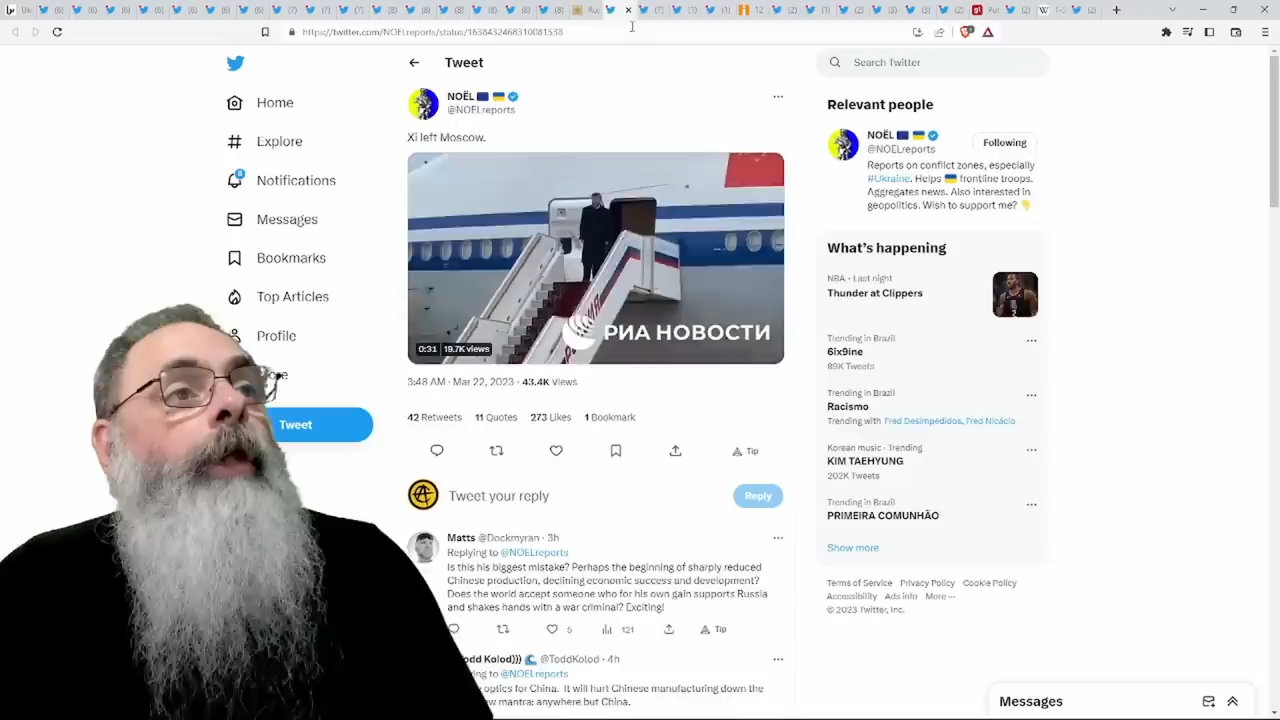 https://twitter.com/NOELreports/status/1638432468310081538
Home
Explore
Notifications
8
Messages
Bookmarks
Top Articles
Profile
Tweet
Tweet
NOËL
@NOELreports
Xi left Moscow.
РИА НОВОСТИ
0:31 19.7K views
3:48 AM · Mar 22, 2023 · 43.4K Views
42 Retweets 11 Quotes 273 Likes 1 Bookmark
Tip
Tweet your reply
Reply
Matts @Dockmyran · 3h
Replying to @NOELreports
Is this his biggest mistake? Perhaps the beginning of sharply reduced
Chinese production, declining economic success and development?
Does the world accept someone who for his own gain supports Russia
and shakes hands with a war criminal? Exciting!
5 121 Tip
Kolod))) @ToddKolod · 4h
@NOELreports
optics for China. It will hurt Chinese manufacturing down the
mantra: anywhere but China.
Search Twitter
Relevant people
NOËL
@NOELreports
Following
Reports on conflict zones, especially
#Ukraine. Helps frontline troops.
Aggregates news. Also interested in
geopolitics. Wish to support me?
What's happening
NBA · Last night
Thunder at Clippers
Trending in Brazil
6ix9ine
89K Tweets
Trending in Brazil
Racismo
Trending with Fred Desimpedidos, Fred Nicácio
Korean music · Trending
KIM TAEHYUNG
202K Tweets
Trending in Brazil
PRIMEIRA COMUNHÃO
Show more
Terms of Service Privacy Policy Cookie Policy
Accessibility Ads info More ···
© 2023 Twitter, Inc.
Messages